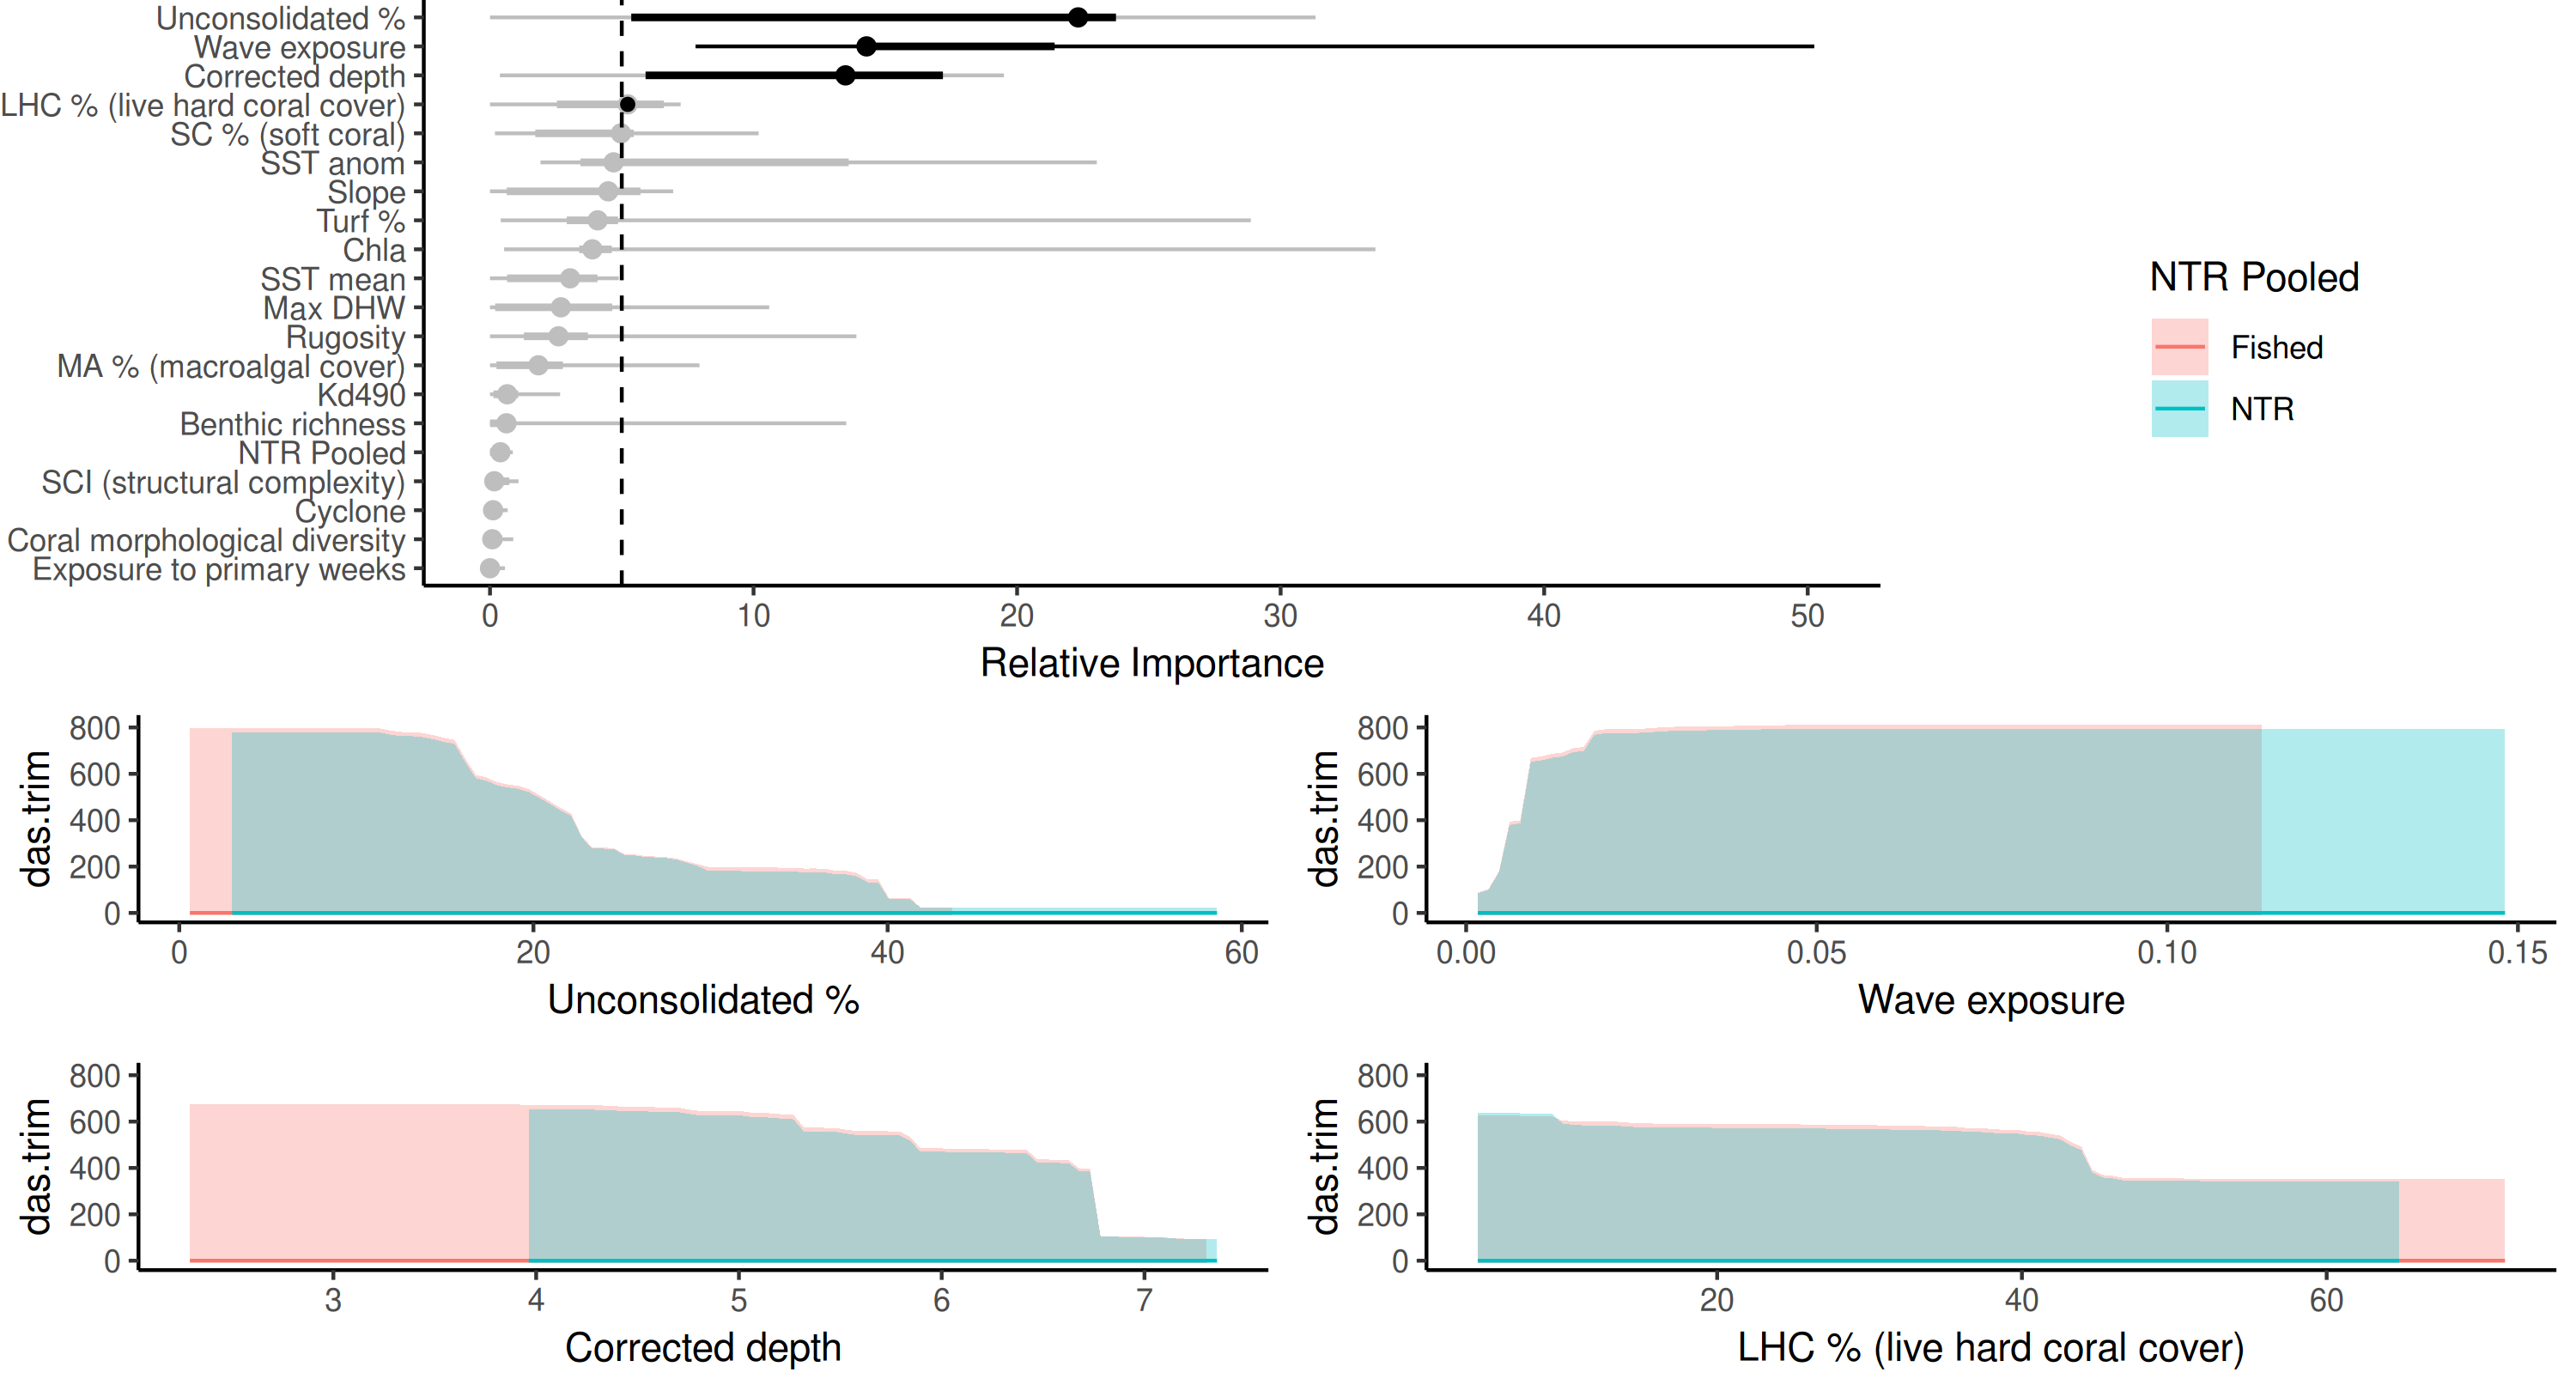 Unconsolidated %
Wave exposure
Corrected depth
LHC % (live hard coral cover)
SC % (soft coral)
SST anom
Slope
Turf %
Chla
SST mean
Max DHW
Rugosity
MA % (macroalgal cover)
Kd490
Benthic richness
NTR Pooled
SCI (structural complexity)
Cyclone
Coral morphological diversity
Exposure to primary weeks
0 10 20 30 40 50
Relative Importance
NTR Pooled
Fished
NTR
das.trim
800
600
400
200
0
0 20 40 60
Unconsolidated %
das.trim
800
600
400
200
0
0.00 0.05 0.10 0.15
Wave exposure
das.trim
800
600
400
200
0
3 4 5 6 7
Corrected depth
das.trim
800
600
400
200
0
20 40 60
LHC % (live hard coral cover)